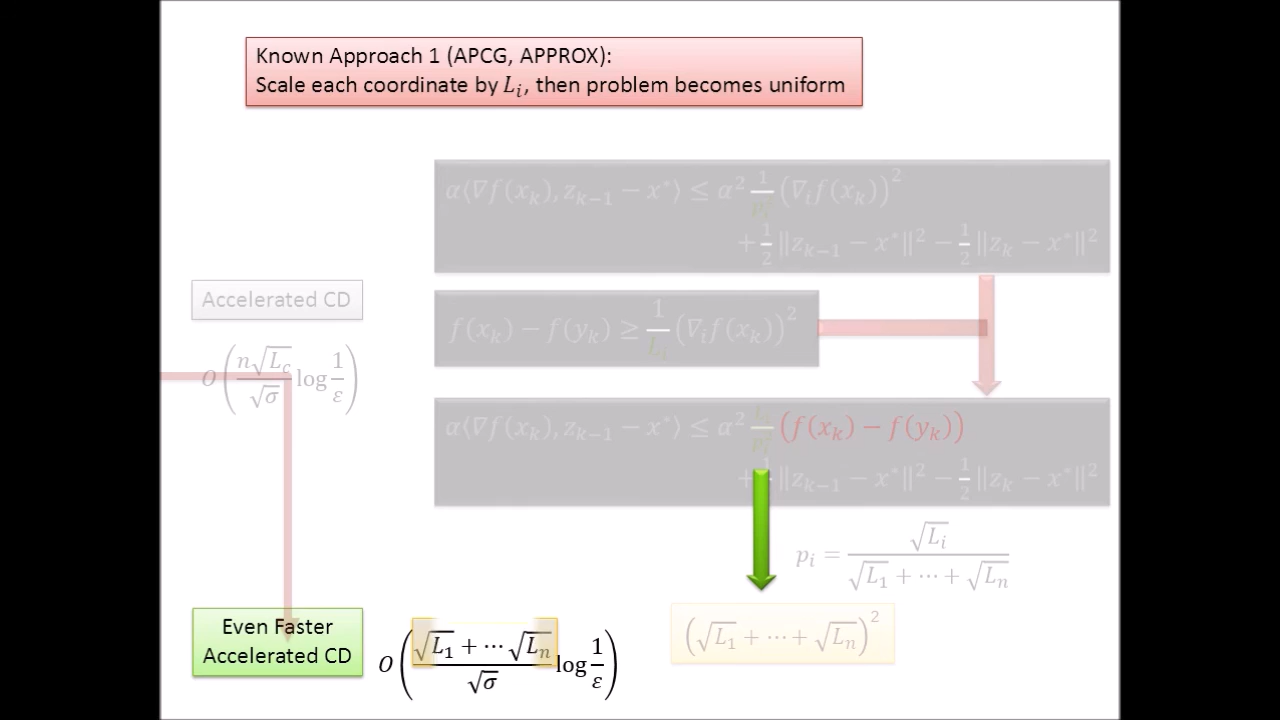 Known Approach 1 (APCG, APPROX):
Scale each coordinate by L_i, then problem becomes uniform
α⟨∇f(x_k), z_{k−1} − x*⟩ ≤ α² 1/p_i² (∇_i f(x_k))²
+ 1/2 ‖z_{k−1} − x*‖² − 1/2 ‖z_k − x*‖²
Accelerated CD
f(x_k) − f(y_k) ≥ 1/L_i (∇_i f(x_k))²
O(n√L_c/√σ log 1/ε)
α⟨∇f(x_k), z_{k−1} − x*⟩ ≤ α² L_i/p_i² (f(x_k) − f(y_k))
+ 1/2 ‖z_{k−1} − x*‖² − 1/2 ‖z_k − x*‖²
p_i = √L_i/(√L_1 + ⋯ + √L_n)
Even Faster
Accelerated CD
O((√L_1 + ⋯ √L_n)/√σ log 1/ε)
(√L_1 + ⋯ + √L_n)²